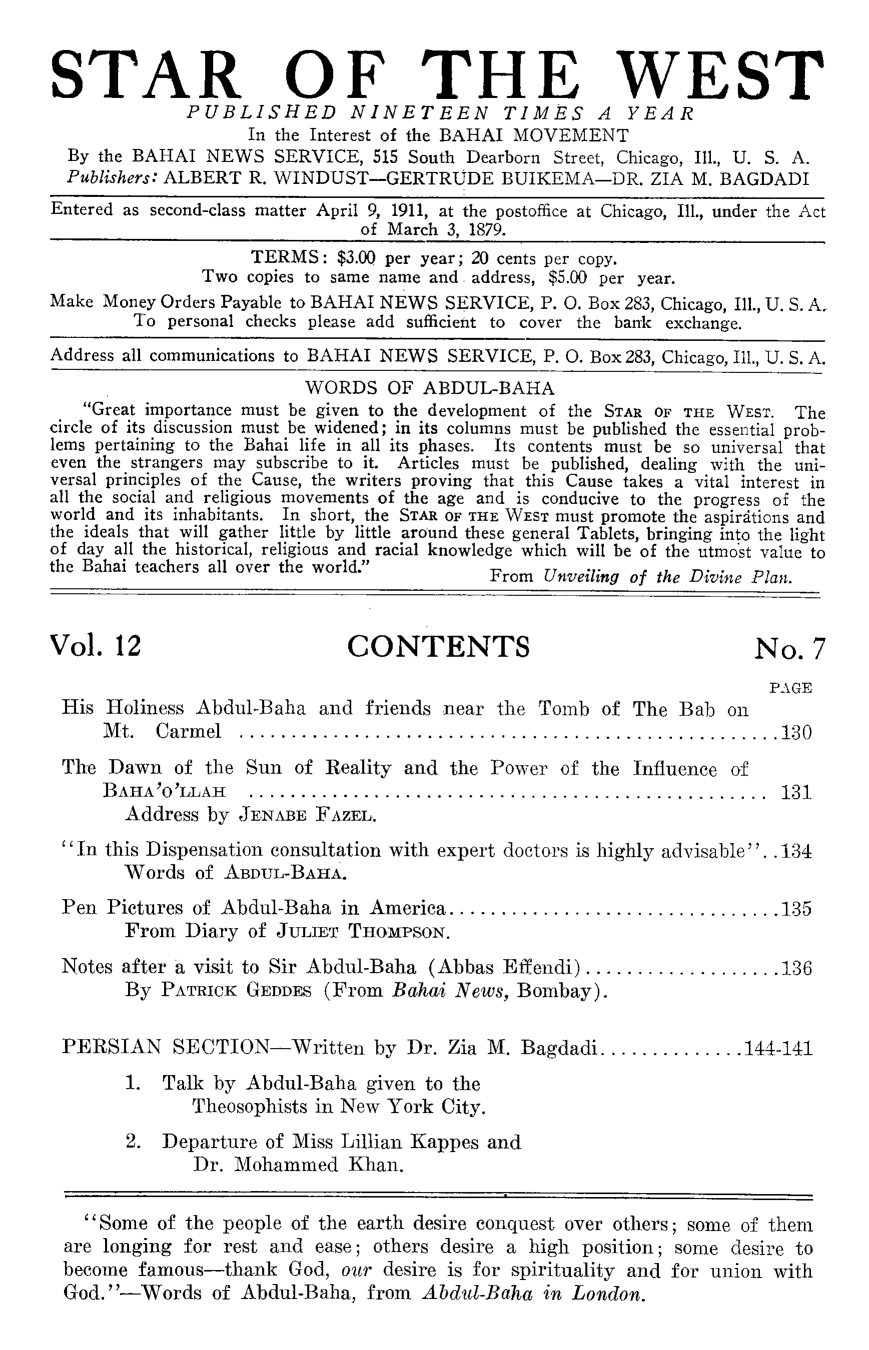 STAR OF THE WEST
PUBLISHED NINETEEN TIMES A YEAR
In the Interest of the BAHAI MOVEMENT
By the BAHAI NEWS SERVICE, 515 South Dearborn Street, Chicago, Ill., U. S. A.
Publishers: ALBERT R. WINDUST—GERTRUDE BUIKEMA—DR. ZIA M. BAGDADI
Entered as second-class matter April 9, 1911, at the postoffice at Chicago, Ill., under the Act
of March 3, 1879.
TERMS: $3.00 per year; 20 cents per copy.
Two copies to same name and address, $5.00 per year.
Make Money Orders Payable to BAHAI NEWS SERVICE, P. O. Box 283, Chicago, Ill., U. S. A.
To personal checks please add sufficient to cover the bank exchange.
Address all communications to BAHAI NEWS SERVICE, P. O. Box 283, Chicago, Ill., U. S. A.
WORDS OF ABDUL-BAHA
"Great importance must be given to the development of the STAR OF THE WEST. The
circle of its discussion must be widened; in its columns must be published the essential prob-
lems pertaining to the Bahai life in all its phases. Its contents must be so universal that
even the strangers may subscribe to it. Articles must be published, dealing with the uni-
versal principles of the Cause, the writers proving that this Cause takes a vital interest in
all the social and religious movements of the age and is conducive to the progress of the
world and its inhabitants. In short, the STAR OF THE WEST must promote the aspirations and
the ideals that will gather little by little around these general Tablets, bringing into the light
of day all the historical, religious and racial knowledge which will be of the utmost value to
the Bahai teachers all over the world."
From Unveiling of the Divine Plan.
Vol. 12 CONTENTS No. 7
PAGE
His Holiness Abdul-Baha and friends near the Tomb of The Bab on
Mt. Carmel ....................................................130
The Dawn of the Sun of Reality and the Power of the Influence of
BAHA'O'LLAH .................................................. 131
Address by JENABE FAZEL.
"In this Dispensation consultation with expert doctors is highly advisable"..134
Words of ABDUL-BAHA.
Pen Pictures of Abdul-Baha in America................................135
From Diary of JULIET THOMPSON.
Notes after a visit to Sir Abdul-Baha (Abbas Effendi)...................136
By PATRICK GEDDES (From Bahai News, Bombay).
PERSIAN SECTION—Written by Dr. Zia M. Bagdadi..............144-141
1. Talk by Abdul-Baha given to the
Theosophists in New York City.
2. Departure of Miss Lillian Kappes and
Dr. Mohammed Khan.
"Some of the people of the earth desire conquest over others; some of them
are longing for rest and ease; others desire a high position; some desire to
become famous—thank God, our desire is for spirituality and for union with
God."—Words of Abdul-Baha, from Abdul-Baha in London.